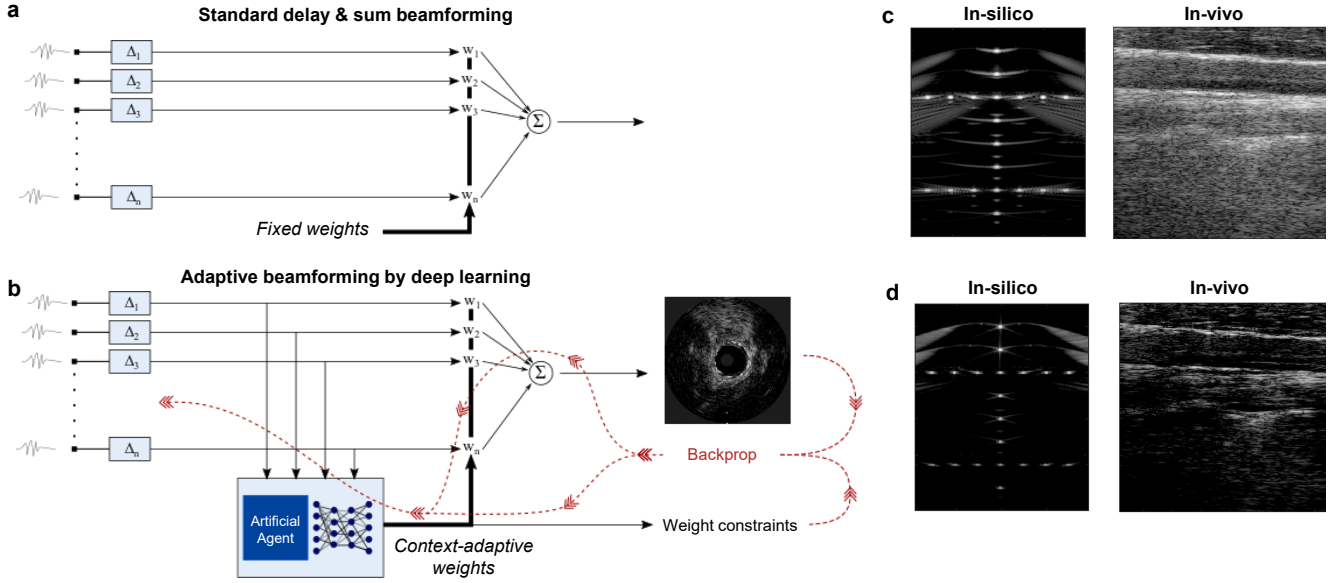 a
Standard delay & sum beamforming
Δ1
w1
Δ2
w2
Δ3
w3
Σ
Δn
wn
Fixed weights
b
Adaptive beamforming by deep learning
Δ1
w1
Δ2
w2
Δ3
w3
Σ
Δn
wn
Backprop
Artificial
Agent
Weight constraints
Context-adaptive
weights
c
In-silico
In-vivo
d
In-silico
In-vivo